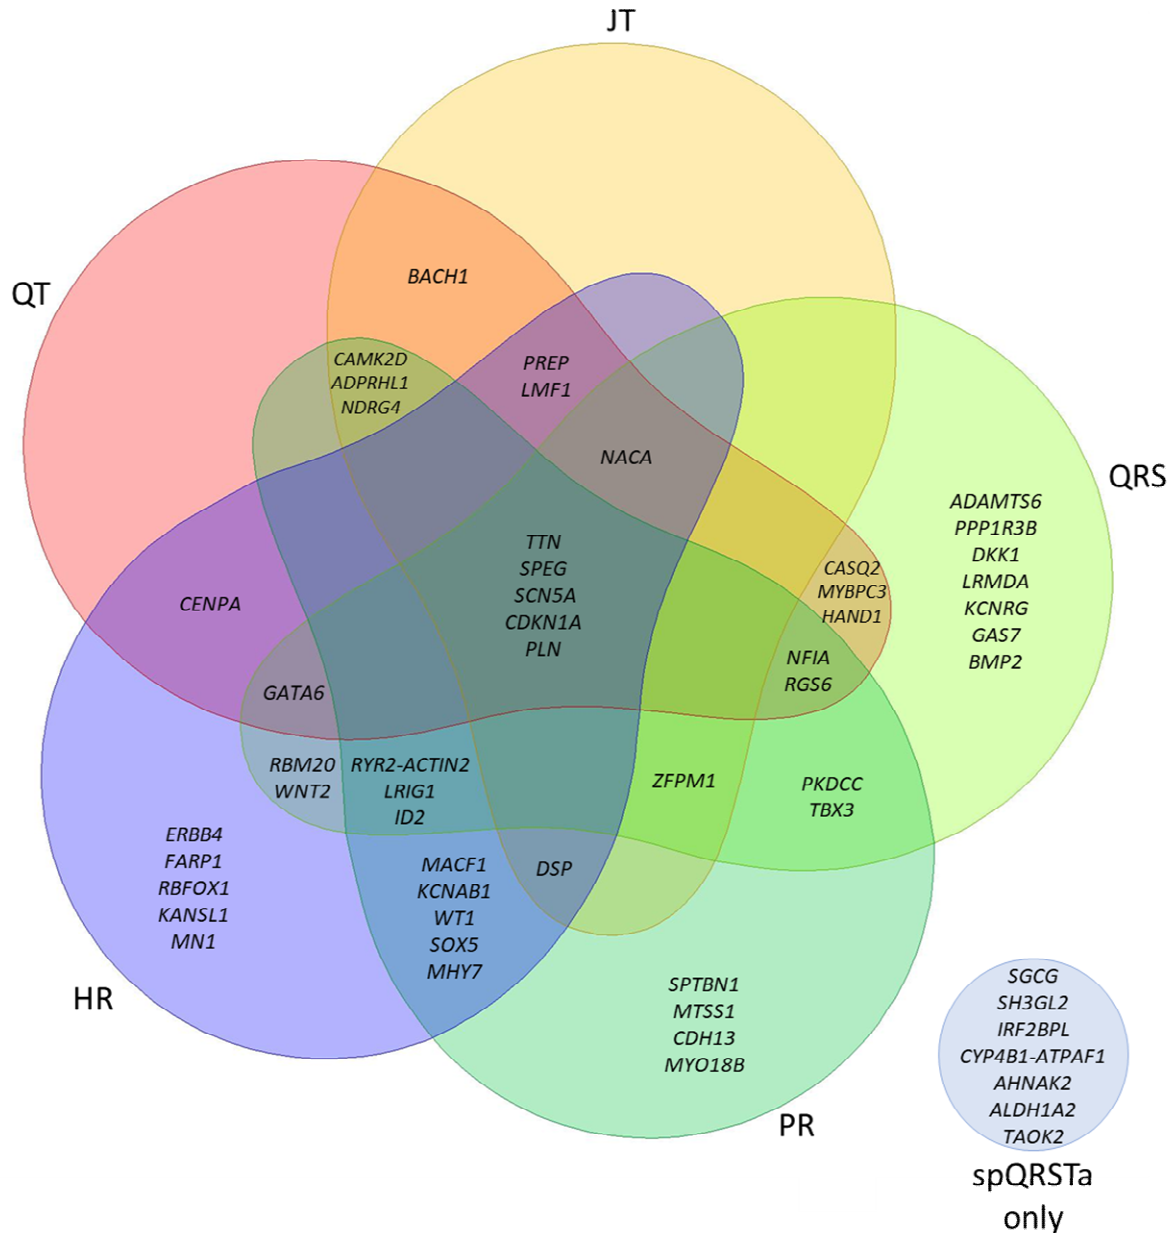 JT
QT
BACH1
CAMK2D
ADPRHL1
NDRG4
PREP
LMF1
NACA
QRS
ADAMTS6
PPP1R3B
DKK1
LRMDA
KCNRG
GAS7
BMP2
TTN
SPEG
SCN5A
CDKN1A
PLN
CASQ2
MYBPC3
HAND1
CENPA
NFIA
RGS6
GATA6
RBM20
WNT2
RYR2-ACTIN2
LRIG1
ID2
ZFPM1
PKDCC
TBX3
ERBB4
FARP1
RBFOX1
KANSL1
MN1
MACF1
KCNAB1
WT1
SOX5
MHY7
DSP
HR
SPTBN1
MTSS1
CDH13
MYO18B
PR
SGCG
SH3GL2
IRF2BPL
CYP4B1-ATPAF1
AHNAK2
ALDH1A2
TAOK2
spQRSTa
only